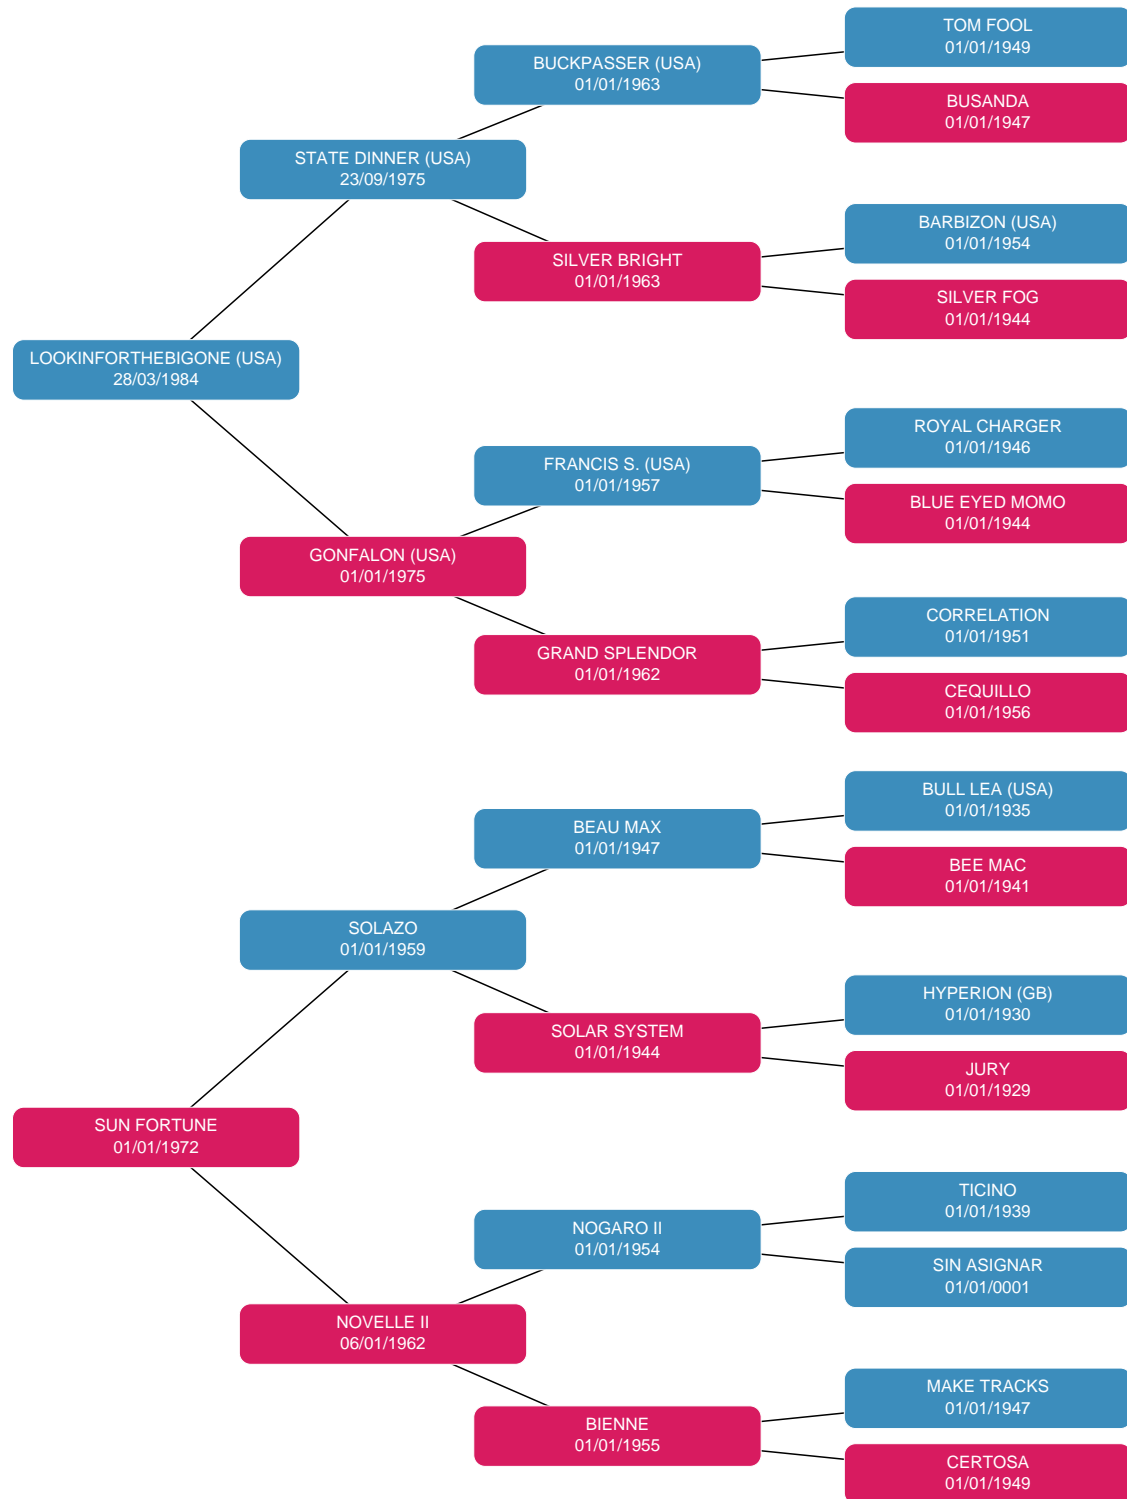 TOM FOOL
01/01/1949
BUCKPASSER (USA)
01/01/1963
BUSANDA
01/01/1947
STATE DINNER (USA)
23/09/1975
BARBIZON (USA)
01/01/1954
SILVER BRIGHT
01/01/1963
SILVER FOG
01/01/1944
LOOKINFORTHEBIGONE (USA)
28/03/1984
ROYAL CHARGER
01/01/1946
FRANCIS S. (USA)
01/01/1957
BLUE EYED MOMO
01/01/1944
GONFALON (USA)
01/01/1975
CORRELATION
01/01/1951
GRAND SPLENDOR
01/01/1962
CEQUILLO
01/01/1956
BULL LEA (USA)
01/01/1935
BEAU MAX
01/01/1947
BEE MAC
01/01/1941
SOLAZO
01/01/1959
HYPERION (GB)
01/01/1930
SOLAR SYSTEM
01/01/1944
JURY
01/01/1929
SUN FORTUNE
01/01/1972
TICINO
01/01/1939
NOGARO II
01/01/1954
SIN ASIGNAR
01/01/0001
NOVELLE II
06/01/1962
MAKE TRACKS
01/01/1947
BIENNE
01/01/1955
CERTOSA
01/01/1949